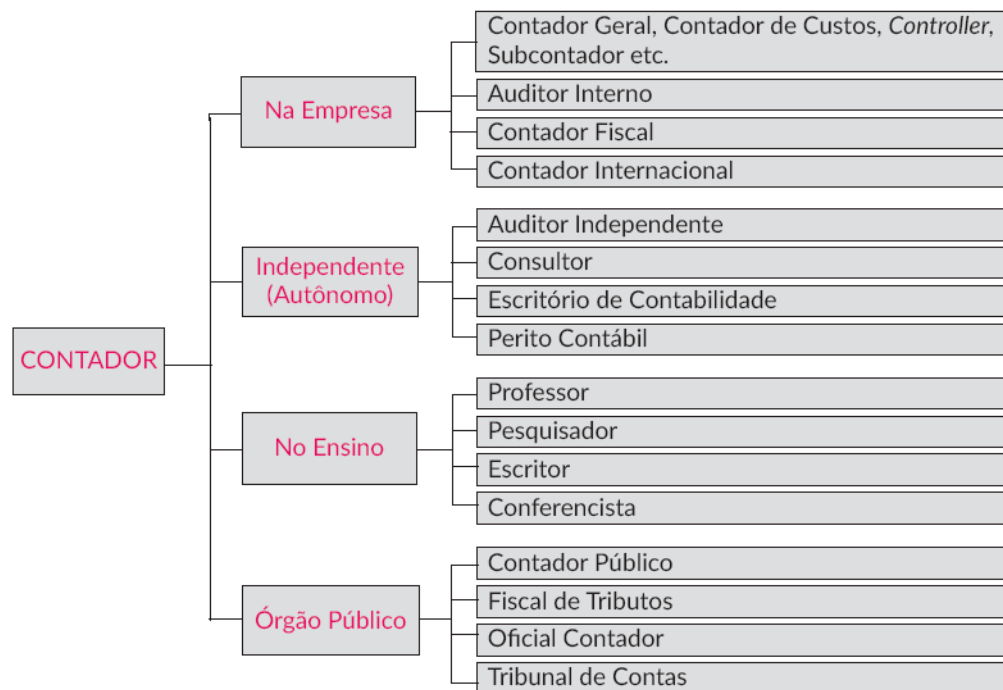 CONTADOR
Na Empresa
Contador Geral, Contador de Custos, Controller,
Subcontador etc.
Auditor Interno
Contador Fiscal
Contador Internacional
Independente
(Autônomo)
Auditor Independente
Consultor
Escritório de Contabilidade
Perito Contábil
No Ensino
Professor
Pesquisador
Escritor
Conferencista
Órgão Público
Contador Público
Fiscal de Tributos
Oficial Contador
Tribunal de Contas